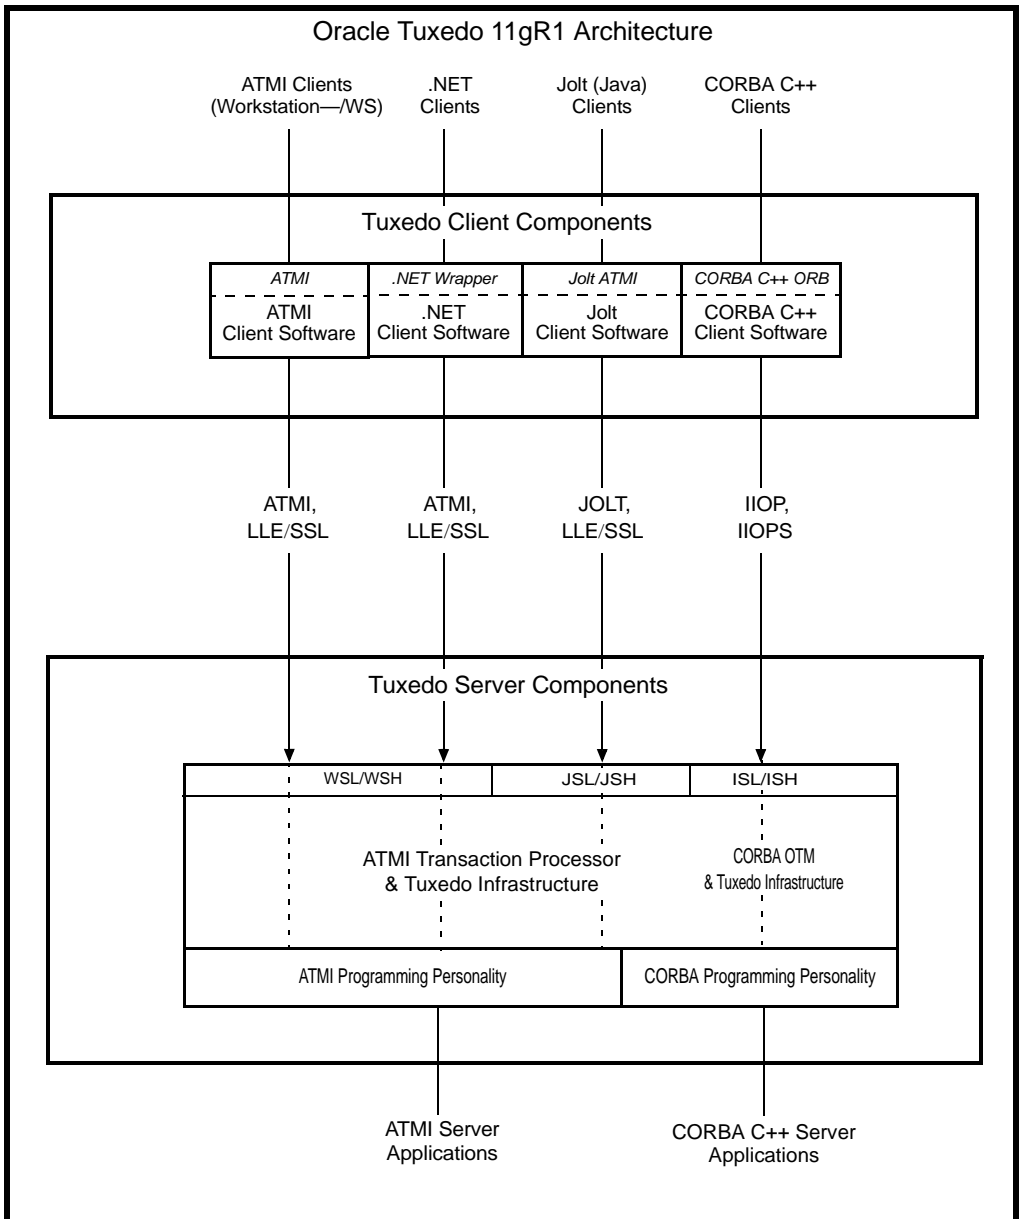 Oracle Tuxedo 11gR1 Architecture
ATMI Clients
(Workstation—/WS)
.NET
Clients
Jolt (Java)
Clients
CORBA C++
Clients
Tuxedo Client Components
ATMI
.NET Wrapper
Jolt ATMI
CORBA C++ ORB
ATMI
Client Software
.NET
Client Software
Jolt
Client Software
CORBA C++
Client Software
ATMI,
LLE/SSL
ATMI,
LLE/SSL
JOLT,
LLE/SSL
IIOP,
IIOPS
Tuxedo Server Components
WSL/WSH
JSL/JSH
ISL/ISH
ATMI Transaction Processor
& Tuxedo Infrastructure
CORBA OTM
& Tuxedo Infrastructure
ATMI Programming Personality
CORBA Programming Personality
ATMI Server
Applications
CORBA C++ Server
Applications